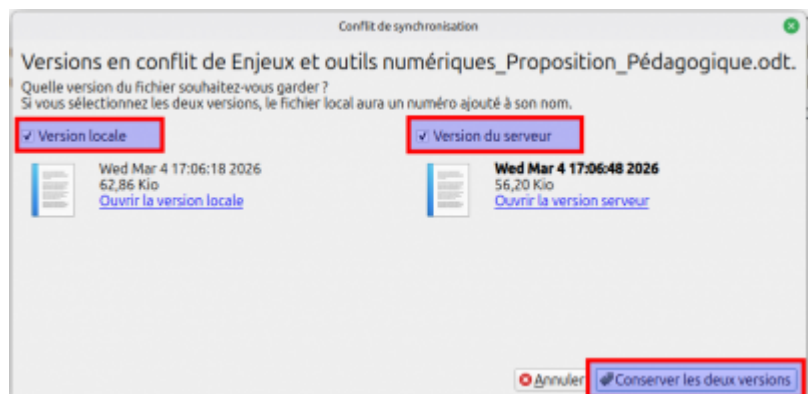 Conflit de synchronisation
Versions en conflit de Enjeux et outils numériques_Proposition_Pédagogique.odt.
Quelle version du fichier souhaitez-vous garder ?
Si vous sélectionnez les deux versions, le fichier local aura un numéro ajouté à son nom.
Version locale
Version du serveur
Wed Mar 4 17:06:18 2026
62,86 Kio
Ouvrir la version locale
Wed Mar 4 17:06:48 2026
56,20 Kio
Ouvrir la version serveur
Annuler
Conserver les deux versions